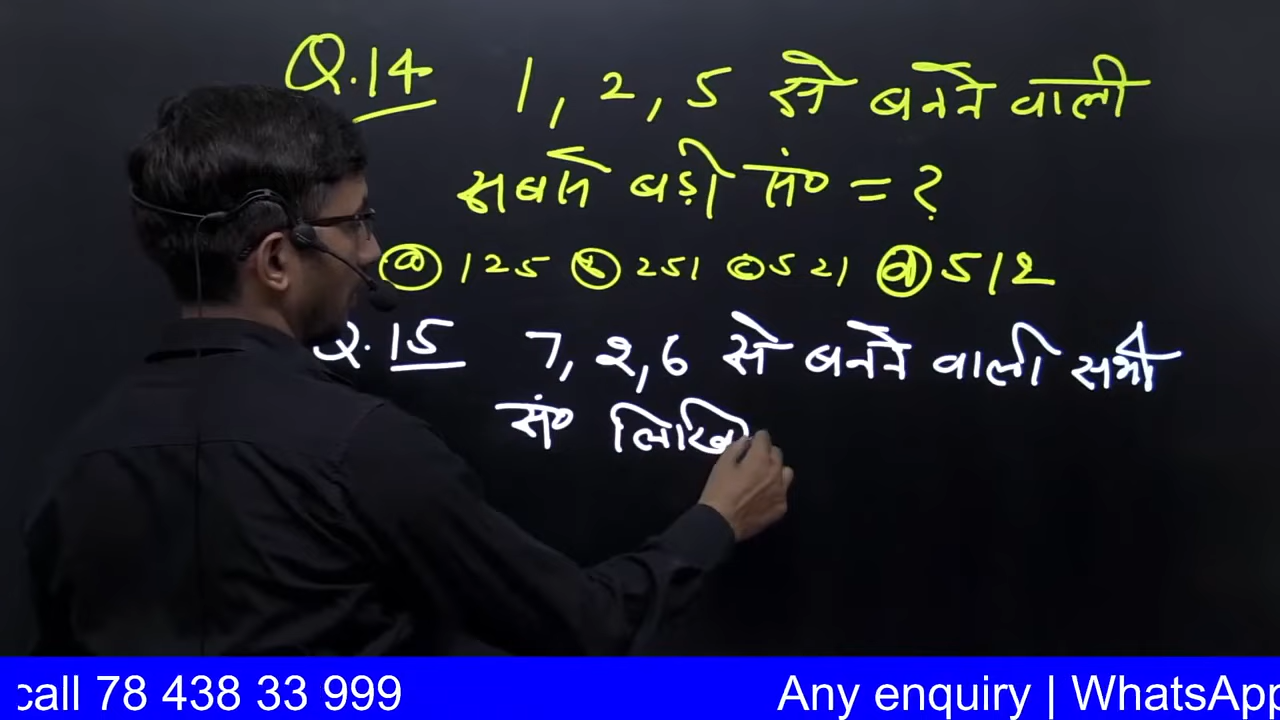 Q.14 1, 2, 5 से बनने वाली
सबसे बड़ी सं० = ?
ⓐ 125 ⓑ 251 ⓒ 521 ⓓ 512
Q.15 7, 2, 6 से बनने वाली सभी
सं० लिखि
call 78 438 33 999 Any enquiry | WhatsApp